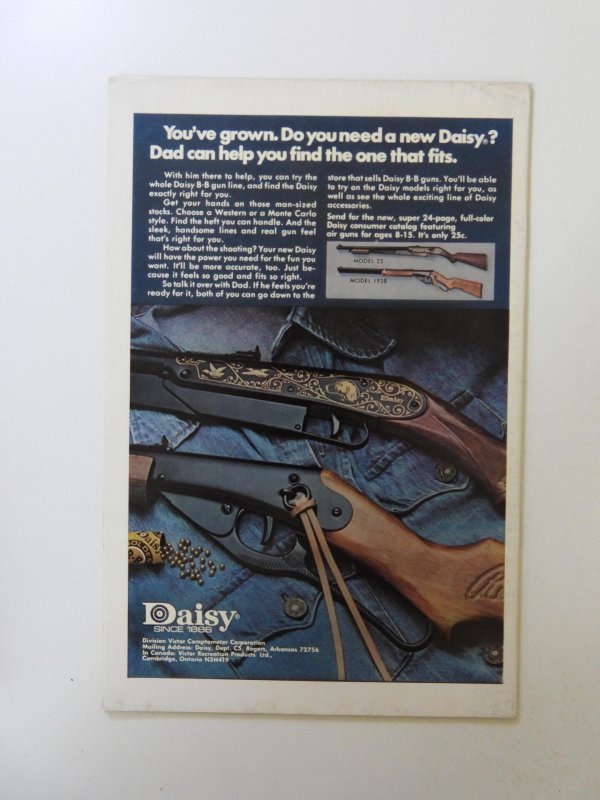 You've grown. Do you need a new Daisy®?
Dad can help you find the one that fits.
With him there to help, you can try the
whole Daisy B-B gun line, and find the Daisy
exactly right for you.
Get your hands on those man-sized
stocks. Choose a Western or a Monte Carlo
style. Find the heft you can handle. And the
sleek, handsome lines and real gun feel
that's right for you.
How about the shooting? Your new Daisy
will have the power you need for the fun you
want. It'll be more accurate, too. Just be-
cause it feels so good and fits so right.
So talk it over with Dad. If he feels you're
ready for it, both of you can go down to the
store that sells Daisy B-B guns. You'll be able
to try on the Daisy models right for you, as
well as see the whole exciting line of Daisy
accessories.
Send for the new, super 24-page, full-color
Daisy consumer catalog featuring
air guns for ages 8-15. It's only 25c.
MODEL 25
MODEL 1938
Daisy
Daisy®
SINCE 1886
Division Victor Comptometer Corporation
Mailing Address: Daisy, Dept. CS, Rogers, Arkansas 72756
In Canada: Victor Recreation Products Ltd.,
Cambridge, Ontario N3H4T9